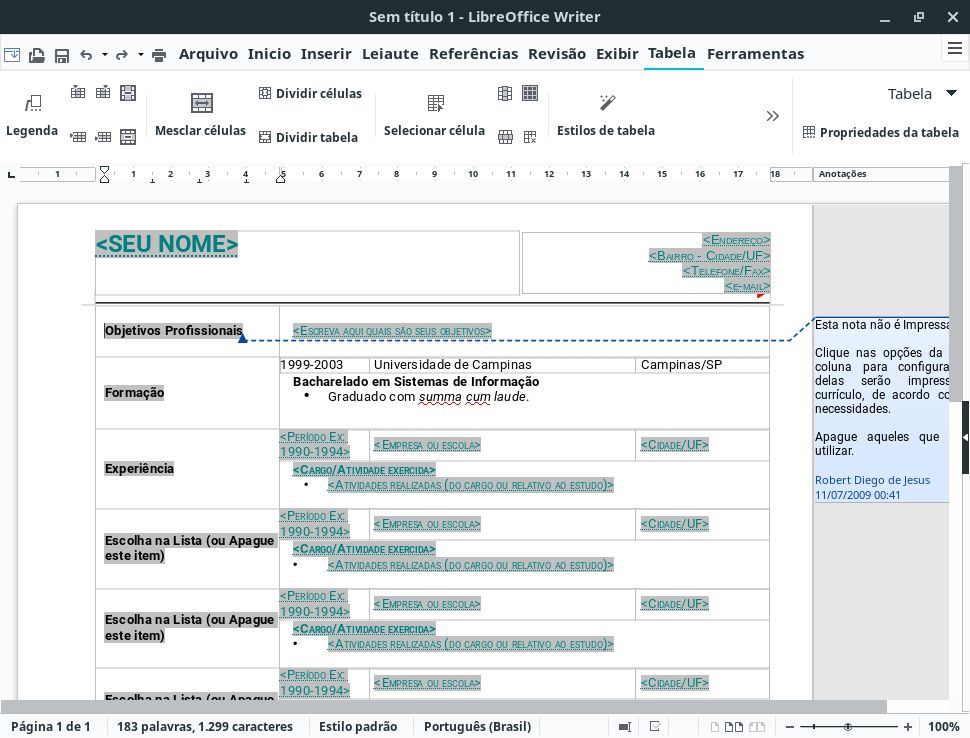 Sem título 1 - LibreOffice Writer
Arquivo Inicio Inserir Leiaute Referências Revisão Exibir Tabela Ferramentas
Legenda
Mesclar células
Dividir células
Dividir tabela
Selecionar célula
Estilos de tabela
Tabela
Propriedades da tabela
1 1 2 3 4 5 6 7 8 9 10 11 12 13 14 15 16 17 18 Anotações
<SEU NOME>
<Endereço>
<Bairro - Cidade/UF>
<Telefone/Fax>
<e-mail>
Objetivos Profissionais
<Escreva aqui quais são seus objetivos>
Formação
1999-2003 Universidade de Campinas Campinas/SP
Bacharelado em Sistemas de Informação
• Graduado com summa cum laude.
Experiência
<Período Ex: 1990-1994> <Empresa ou escola> <Cidade/UF>
<Cargo/Atividade exercida>
• <Atividades realizadas (do cargo ou relativo ao estudo)>
Escolha na Lista (ou Apague
este item)
<Período Ex: 1990-1994> <Empresa ou escola> <Cidade/UF>
<Cargo/Atividade exercida>
• <Atividades realizadas (do cargo ou relativo ao estudo)>
Escolha na Lista (ou Apague
este item)
<Período Ex: 1990-1994> <Empresa ou escola> <Cidade/UF>
<Cargo/Atividade exercida>
• <Atividades realizadas (do cargo ou relativo ao estudo)>
Escolha na Lista (ou Apague
<Período Ex: 1990-1994> <Empresa ou escola> <Cidade/UF>
Esta nota não é Impressa
Clique nas opções da
coluna para configura
delas serão impress
currículo, de acordo co
necessidades.
Apague aqueles que
utilizar.
Robert Diego de Jesus
11/07/2009 00:41
Página 1 de 1 183 palavras, 1.299 caracteres Estilo padrão Português (Brasil) 100%